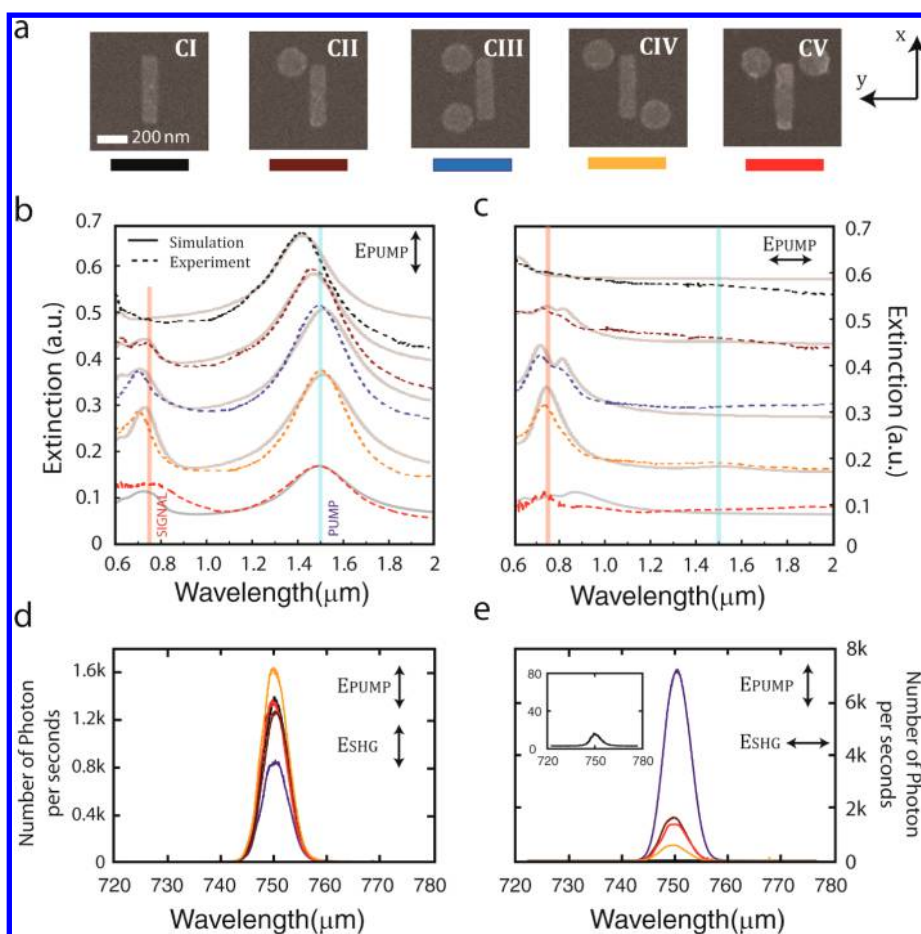 a
CI
CII
CIII
CIV
CV
200 nm
x
y
b
Extinction (a.u.)
0.7
0.6
0.5
0.4
0.3
0.2
0.1
0
Simulation
Experiment
EPUMP
SIGNAL
PUMP
0.6 0.8 1.0 1.2 1.4 1.6 1.8 2
Wavelength(μm)
c
EPUMP
0.7
0.6
0.5
0.4
0.3
0.2
0.1
0
Extinction (a.u.)
0.6 0.8 1.0 1.2 1.4 1.6 1.8 2
Wavelength(μm)
d
Number of Photon
per seconds
1.6k
1.2k
0.8k
0.4k
0
EPUMP
ESHG
720 730 740 750 760 770 780
Wavelength(μm)
e
80
40
0
720 750 780
EPUMP
ESHG
8k
6k
4k
2k
0
Number of Photon
per seconds
720 730 740 750 760 770 780
Wavelength(μm)